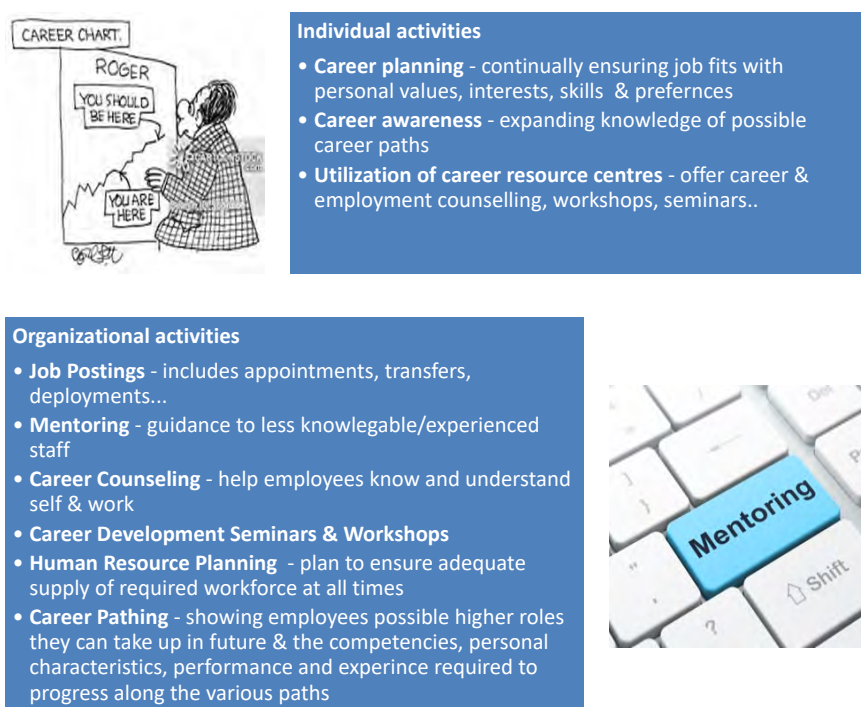 CAREER CHART.
ROGER
YOU SHOULD
BE HERE
YOU ARE
HERE
Individual activities
• Career planning - continually ensuring job fits with
personal values, interests, skills & prefernces
• Career awareness - expanding knowledge of possible
career paths
• Utilization of career resource centres - offer career &
employment counselling, workshops, seminars..
Organizational activities
• Job Postings - includes appointments, transfers,
deployments...
• Mentoring - guidance to less knowlegable/experienced
staff
• Career Counseling - help employees know and understand
self & work
• Career Development Seminars & Workshops
• Human Resource Planning - plan to ensure adequate
supply of required workforce at all times
• Career Pathing - showing employees possible higher roles
they can take up in future & the competencies, personal
characteristics, performance and experince required to
progress along the various paths
Mentoring
Shift
?